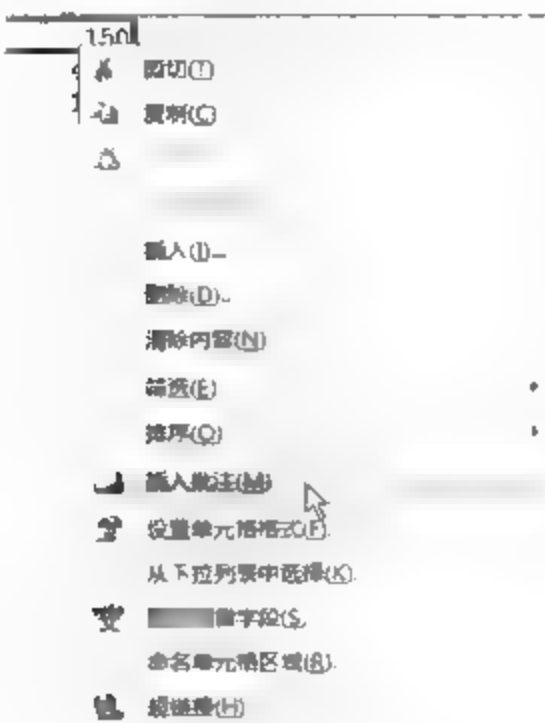 150
剪切(T)
复制(C)
插入(I)...
删除(D)...
清除内容(N)
筛选(E)
排序(O)
插入批注(M)
设置单元格格式(F)
从下拉列表中选择(K)
字段(S
命名单元格区域(R)
超链接(H)